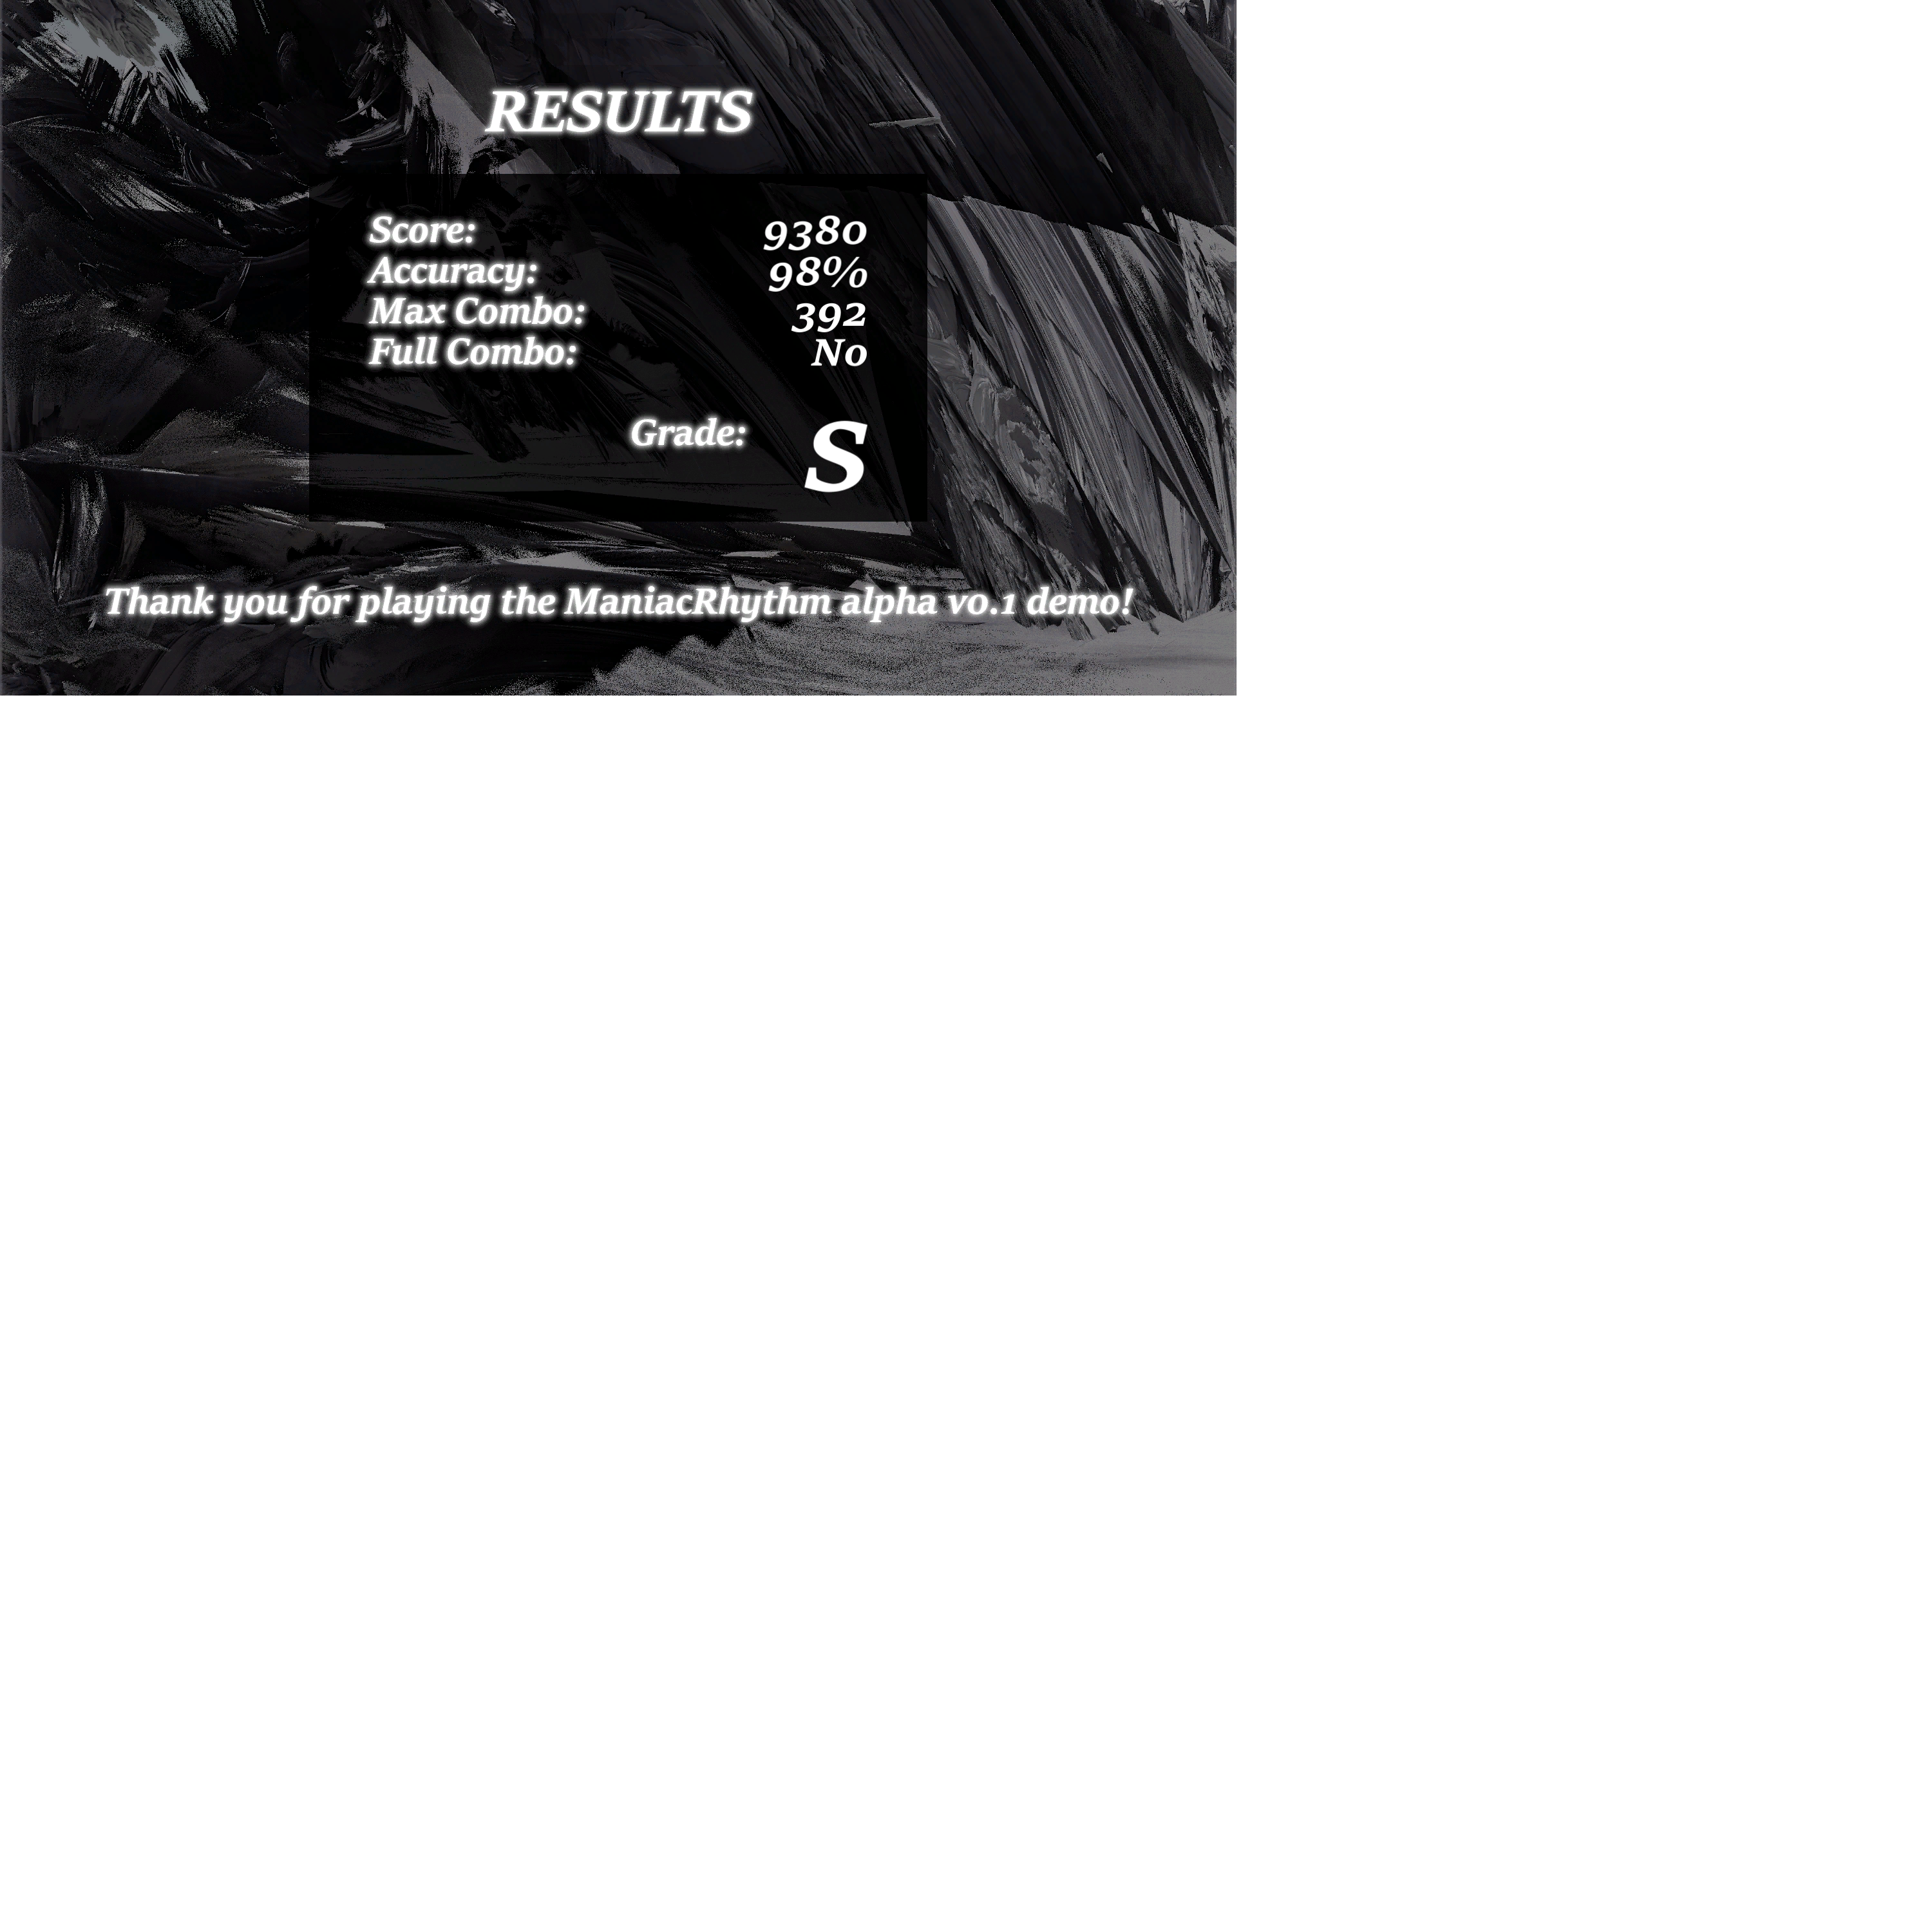 RESULTS
Score: 9380
Accuracy: 98%
Max Combo: 392
Full Combo: No
Grade: S
Thank you for playing the ManiacRhythm alpha v0.1 demo!